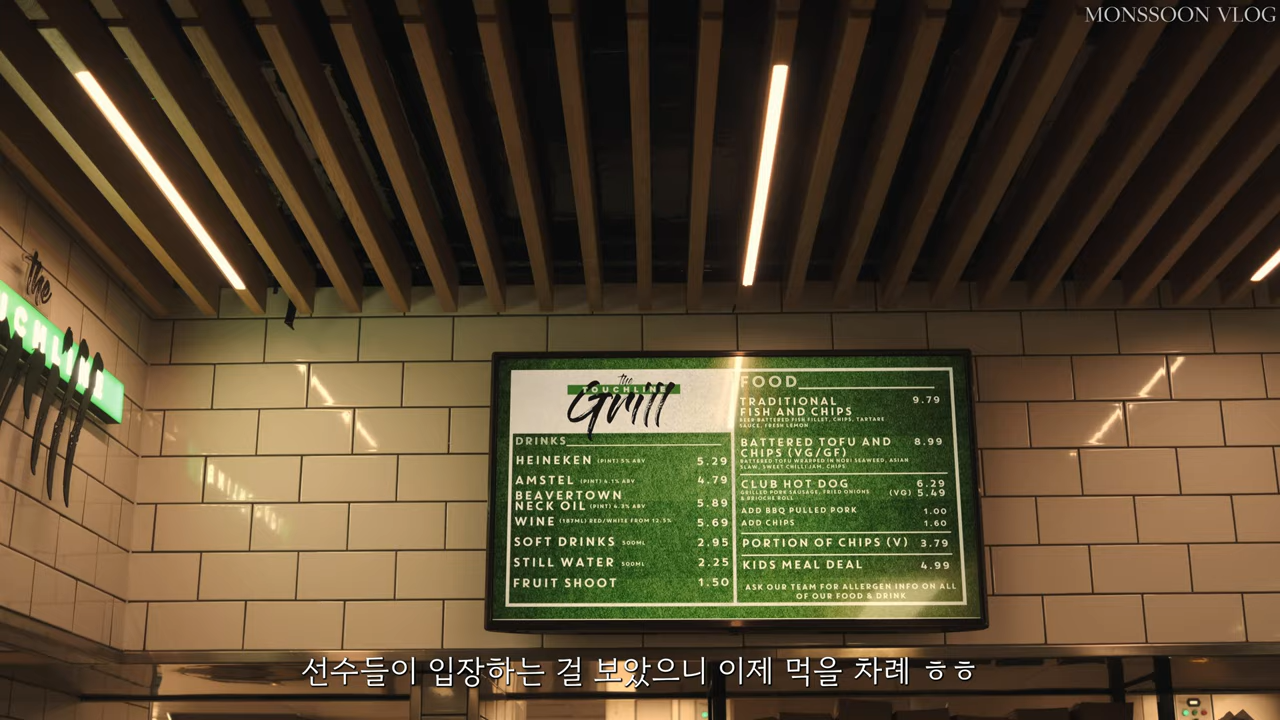 MONSSOON VLOG
the
UCHLINE
the
TOUCHLINE
Grill
DRINKS
HEINEKEN (PINT) 5% ABV 5.29
AMSTEL (PINT) 4.1% ABV 4.79
BEAVERTOWN
NECK OIL (PINT) 4.3% ABV 5.89
WINE (187ML) RED/WHITE FROM 12.5% 5.69
SOFT DRINKS 500ML 2.95
STILL WATER 500ML 2.25
FRUIT SHOOT 1.50
FOOD
TRADITIONAL 9.79
FISH AND CHIPS
BEER BATTERED FISH FILLET, CHIPS, TARTARE
SAUCE, FRESH LEMON
BATTERED TOFU AND 8.99
CHIPS (VG/GF)
BATTERED TOFU WRAPPED IN NORI SEAWEED, ASIAN
SLAW, SWEET CHILLI JAM, CHIPS
CLUB HOT DOG 6.29
GRILLED PORK SAUSAGE, FRIED ONIONS (VG) 5.49
& BRIOCHE ROLL
ADD BBQ PULLED PORK 1.00
ADD CHIPS 1.60
PORTION OF CHIPS (V) 3.79
KIDS MEAL DEAL 4.99
ASK OUR TEAM FOR ALLERGEN INFO ON ALL
OF OUR FOOD & DRINK
선수들이 입장하는 걸 보았으니 이제 먹을 차례 ㅎㅎ